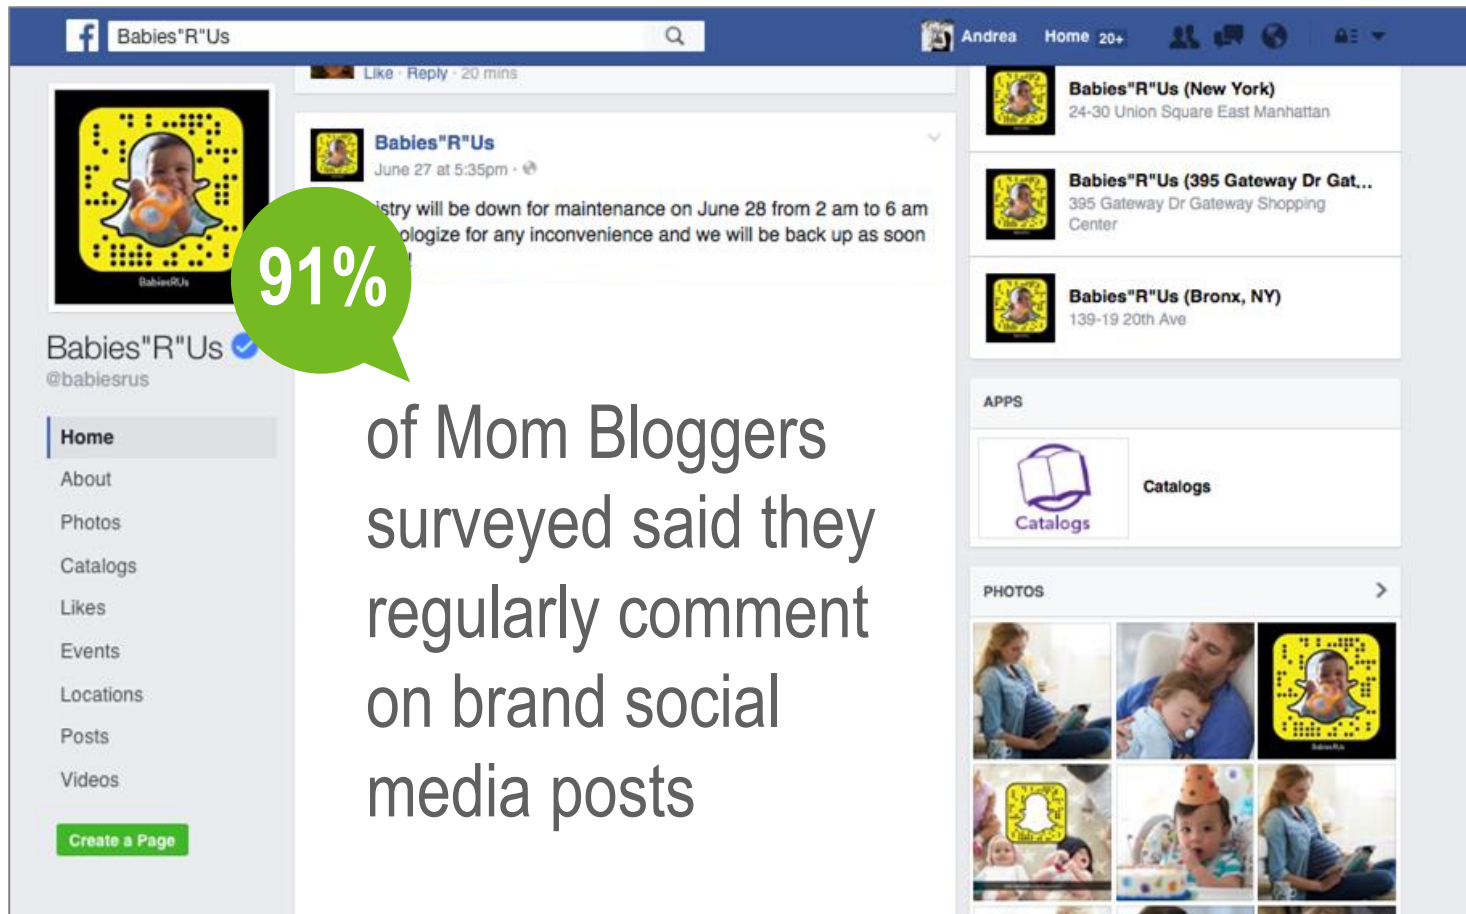 Babies"R"Us
Andrea
Home 20+
Like · Reply · 20 mins
BabiesRUs
Babies"R"Us
@babiesrus
Home
About
Photos
Catalogs
Likes
Events
Locations
Posts
Videos
Create a Page
Babies"R"Us
June 27 at 5:35pm ·
istry will be down for maintenance on June 28 from 2 am to 6 am
ologize for any inconvenience and we will be back up as soon
!
91%
of Mom Bloggers
surveyed said they
regularly comment
on brand social
media posts
Babies"R"Us (New York)
24-30 Union Square East Manhattan
Babies"R"Us (395 Gateway Dr Gat...
395 Gateway Dr Gateway Shopping
Center
Babies"R"Us (Bronx, NY)
139-19 20th Ave
APPS
Catalogs
Catalogs
PHOTOS
BabiesRUs